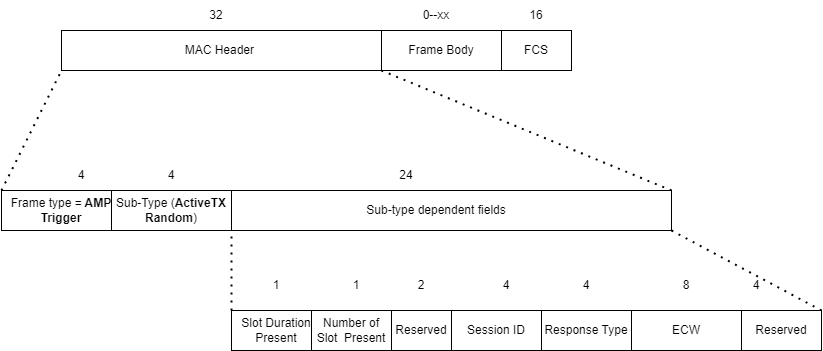 32 0--xx 16
MAC Header Frame Body FCS
4 4 24
Frame type = AMP Trigger Sub-Type (ActiveTX Random) Sub-type dependent fields
1 1 2 4 4 8 4
Slot Duration Present Number of Slot Present Reserved Session ID Response Type ECW Reserved